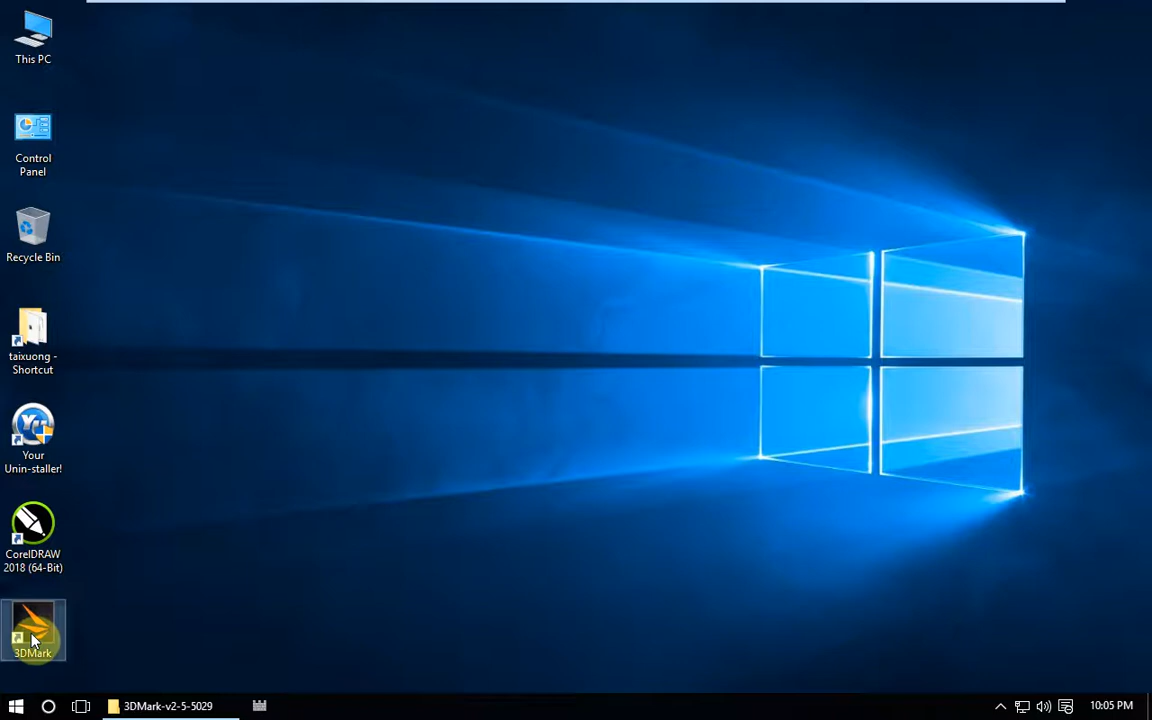 This PC
Control
Panel
Recycle Bin
taixuong -
Shortcut
Your
Unin-staller!
CorelDRAW
2018 (64-Bit)
3DMark
3DMark-v2-5-5029
10:05 PM